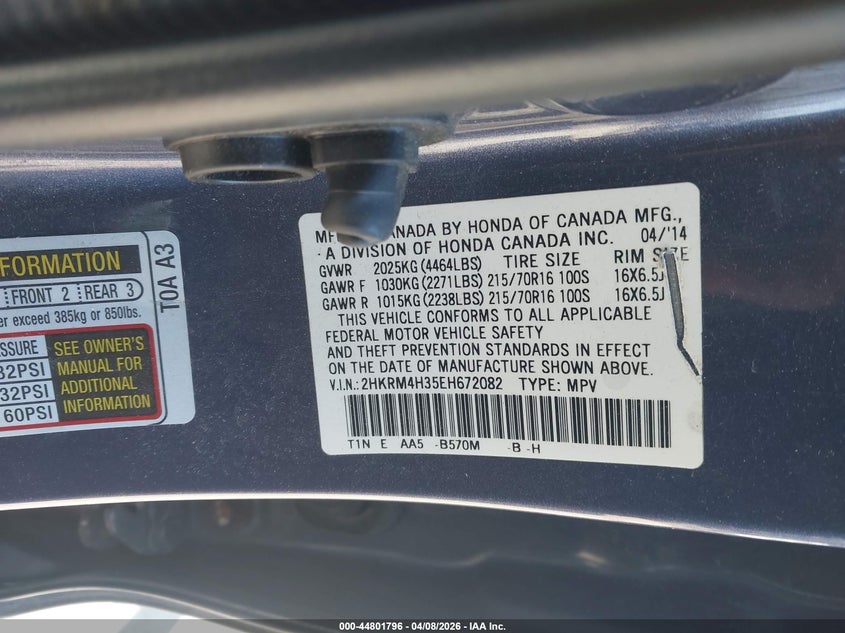 FORMATION
FRONT 2 REAR 3
er exceed 385kg or 850lbs.
SSURE
SEE OWNER'S
MANUAL FOR
ADDITIONAL
INFORMATION
32PSI
32PSI
60PSI
T0A A3
CANADA BY HONDA OF CANADA MFG.,
A DIVISION OF HONDA CANADA INC. 04/'14
GVWR 2025KG (4464LBS) TIRE SIZE RIM SIZE
GAWR F 1030KG (2271LBS) 215/70R16 100S 16X6.5J
GAWR R 1015KG (2238LBS) 215/70R16 100S 16X6.5J
THIS VEHICLE CONFORMS TO ALL APPLICABLE
FEDERAL MOTOR VEHICLE SAFETY
AND THEFT PREVENTION STANDARDS IN EFFECT
ON THE DATE OF MANUFACTURE SHOWN ABOVE.
V.I.N.: 2HKRM4H35EH672082 TYPE: MPV
T1N E AA5 -B570M -B -H
000-44801796 - 04/08/2026 - IAA Inc.